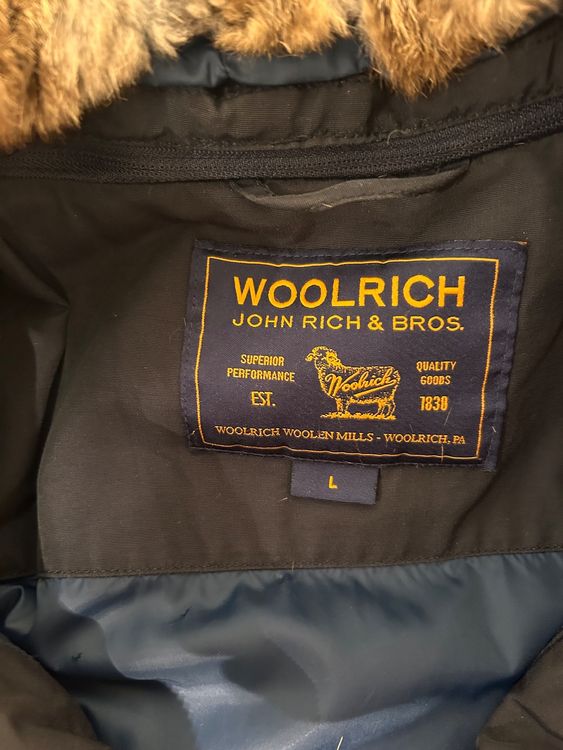 WOOLRICH
JOHN RICH & BROS.
SUPERIOR
PERFORMANCE
EST.
Woolrich
QUALITY
GOODS
1830
WOOLRICH WOOLEN MILLS - WOOLRICH, PA
L